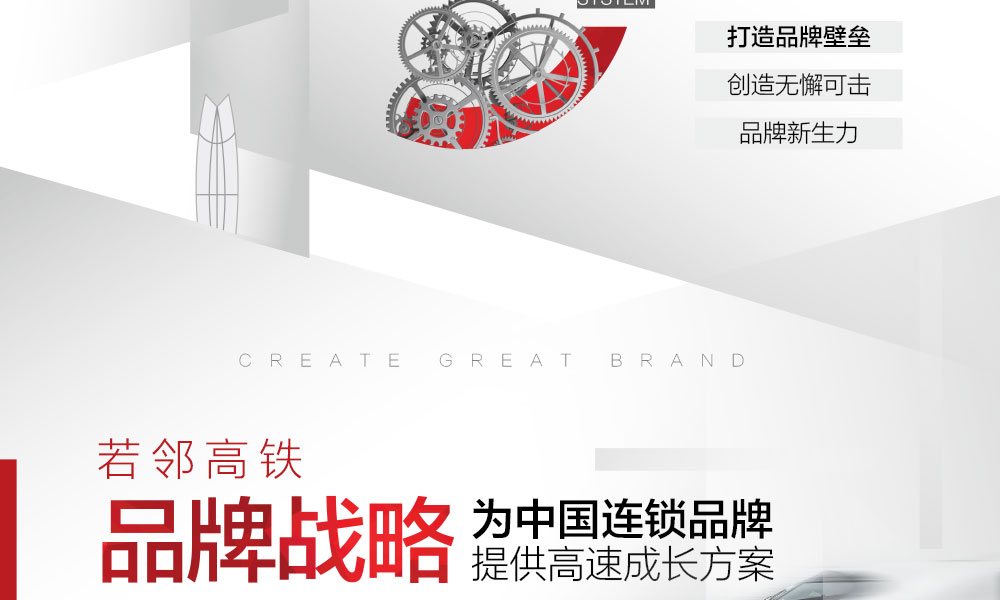 SYSTEM
打造品牌壁垒
创造无懈可击
品牌新生力
CREATE GREAT BRAND
若邻高铁
品牌战略
为中国连锁品牌
提供高速成长方案